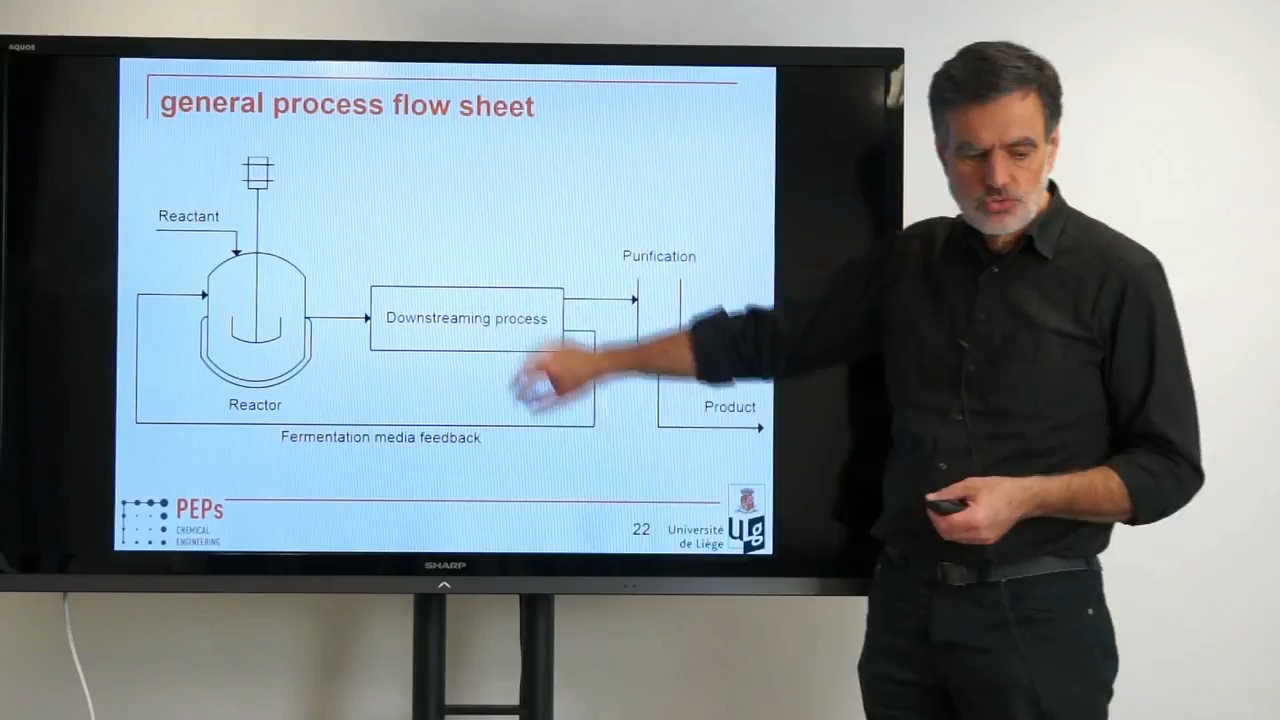 AQUOS
general process flow sheet
Reactant
Purification
Downstreaming process
Reactor
Product
Fermentation media feedback
PEPs
CHEMICAL
ENGINEERING
22
Université
de Liège
ULg
SHARP